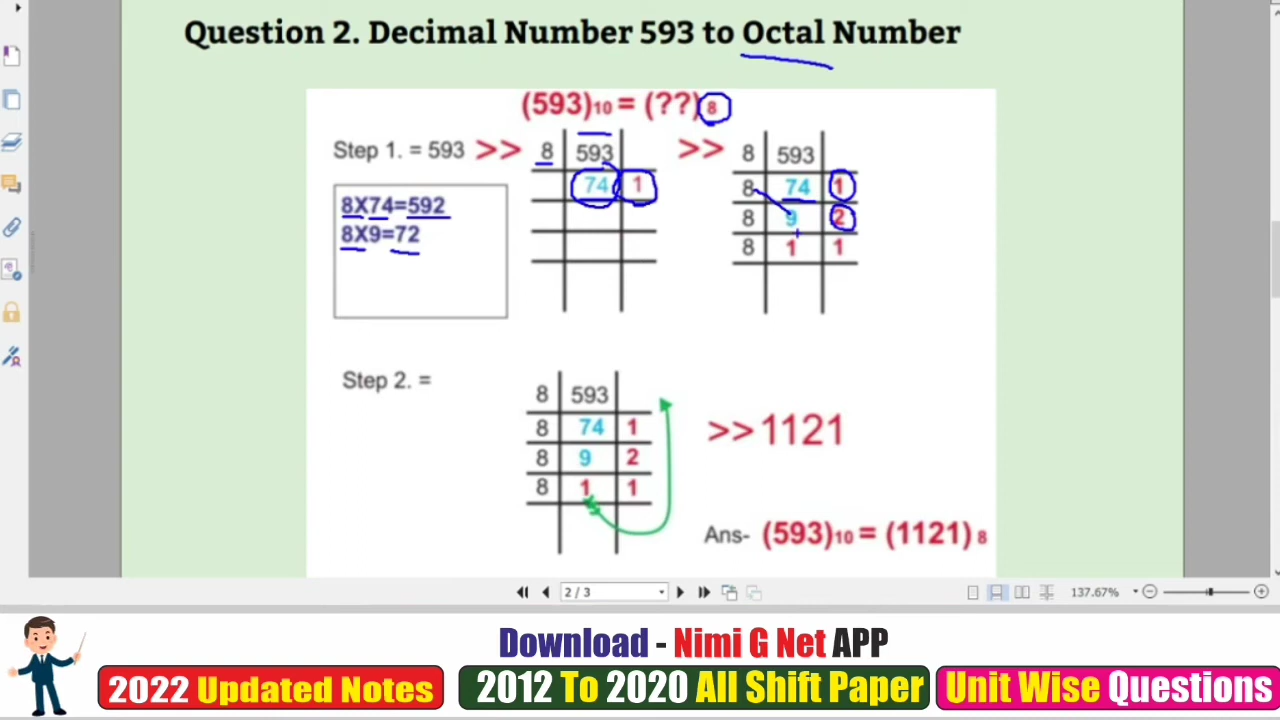 Question 2. Decimal Number 593 to Octal Number
(593)10 = (??)8
Step 1. = 593 >> 8 593 >> 8 593
74 1 8 74 1
8X74=592
8X9=72
8 9 2
8 1 1
Step 2. =
8 593
8 74 1
8 9 2
8 1 1
>>1121
Ans- (593)10 = (1121) 8
2 / 3
137.67%
Download - Nimi G Net APP
2022 Updated Notes
2012 To 2020 All Shift Paper
Unit Wise Questions